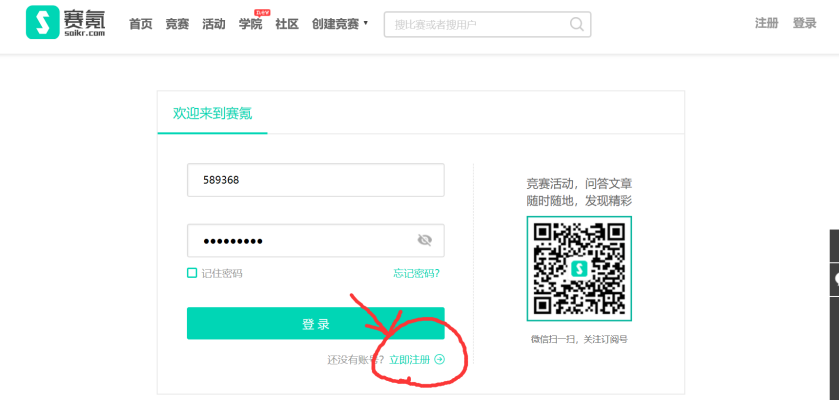 赛氪
saikr.com
首页 竞赛 活动 学院 社区 创建竞赛
搜比赛或者搜用户
注册 登录
欢迎来到赛氪
589368
竞赛活动，问答文章
随时随地，发现精彩
记住密码 忘记密码?
登 录
微信扫一扫，关注订阅号
还没有账号? 立即注册